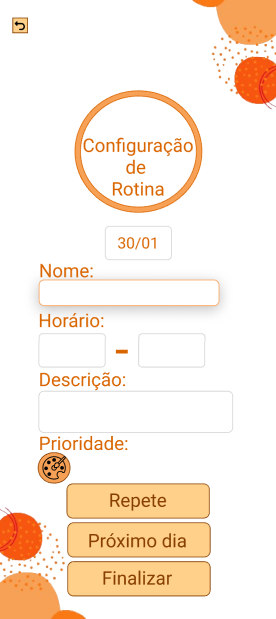 Configuração
de
Rotina
30/01
Nome:
Horário:
Descrição:
Prioridade:
Repete
Próximo dia
Finalizar